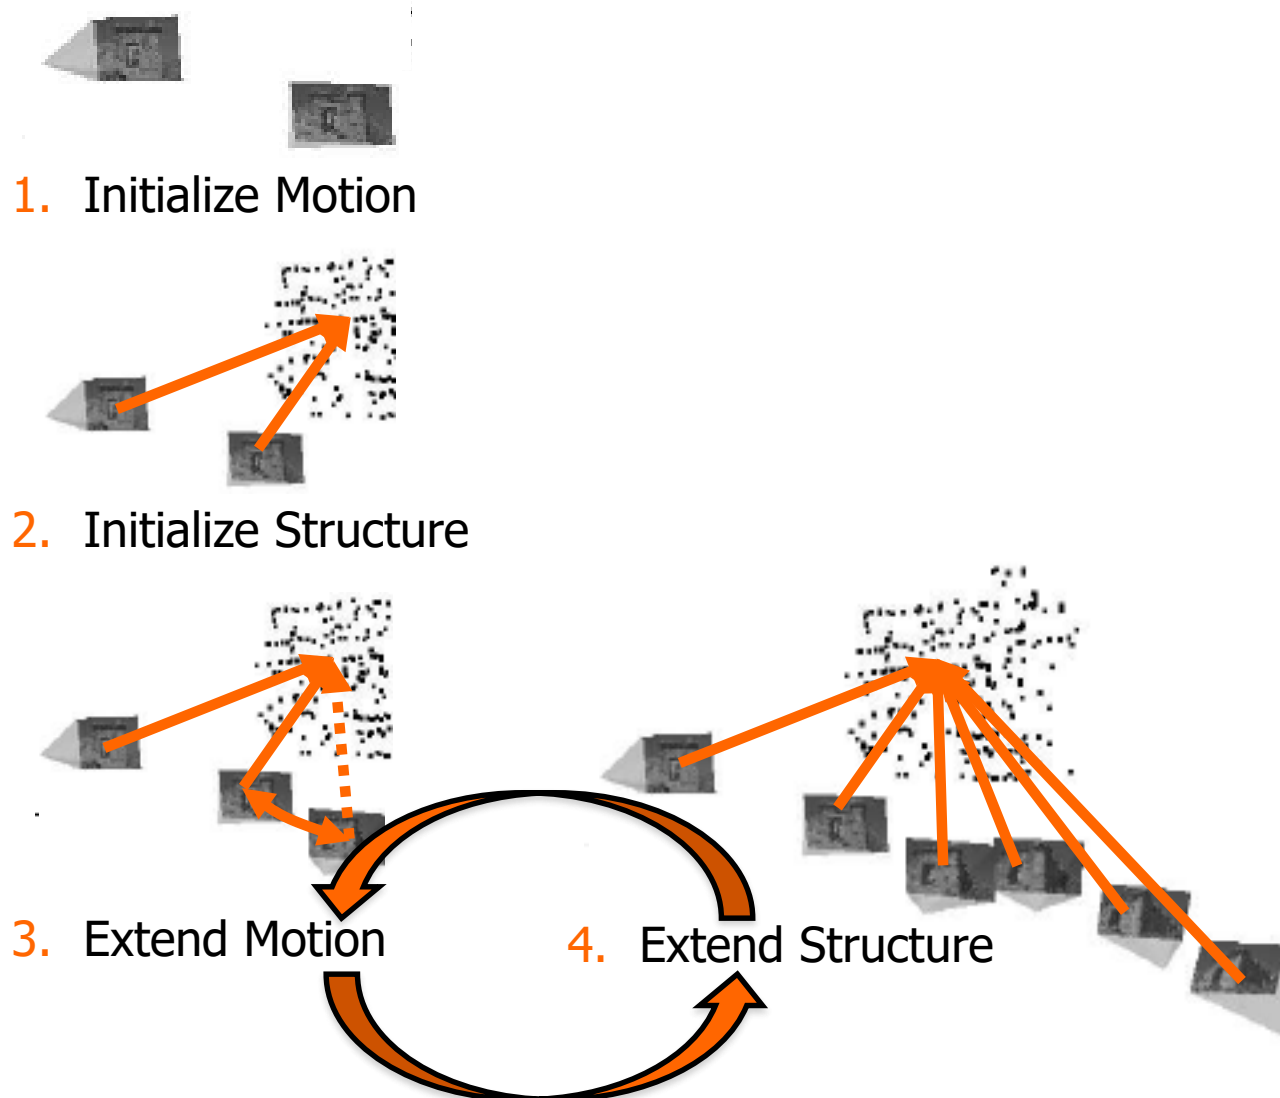 1. Initialize Motion
2. Initialize Structure
3. Extend Motion
4. Extend Structure